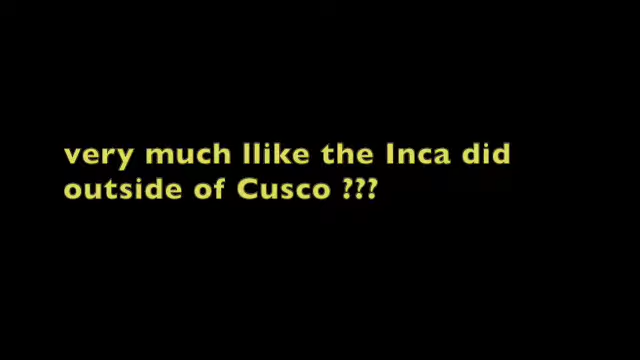 very much llike the Inca did
outside of Cusco ???